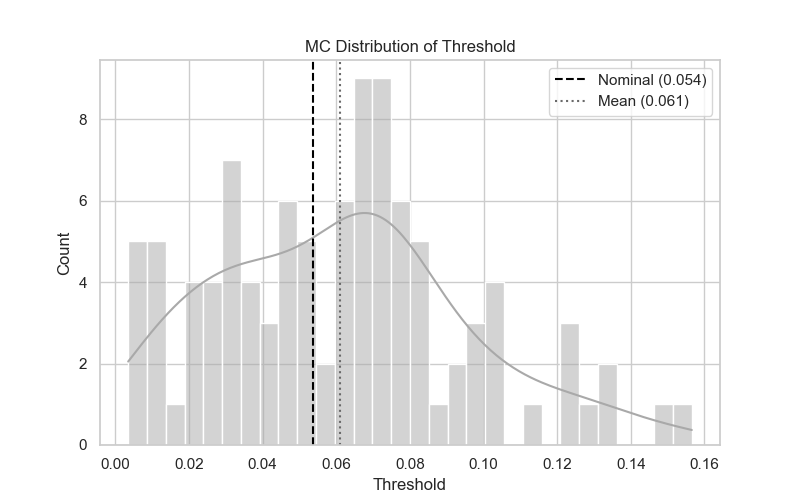 MC Distribution of Threshold
Nominal (0.054)
Mean (0.061)
Count
8
6
4
2
0
0.00 0.02 0.04 0.06 0.08 0.10 0.12 0.14 0.16
Threshold